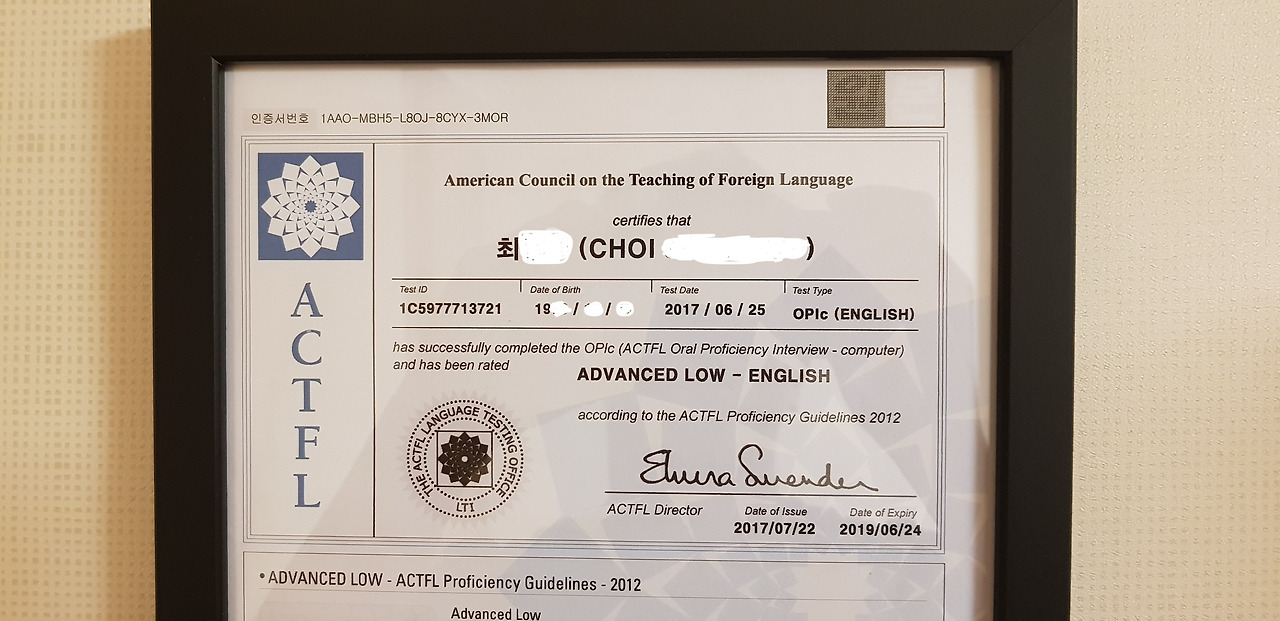 인증서번호 1AAO-MBH5-L8OJ-8CYX-3MOR
American Council on the Teaching of Foreign Language
certifies that
최 (CHOI )
Test ID Date of Birth Test Date Test Type
1C5977713721 19 / / 2017 / 06 / 25 OPIc (ENGLISH)
has successfully completed the OPIc (ACTFL Oral Proficiency Interview - computer)
and has been rated
ADVANCED LOW - ENGLISH
according to the ACTFL Proficiency Guidelines 2012
ACTFL
THE ACTFL LANGUAGE TESTING OFFICE
LTI
ACTFL Director
Date of Issue Date of Expiry
2017/07/22 2019/06/24
• ADVANCED LOW - ACTFL Proficiency Guidelines - 2012
Advanced Low